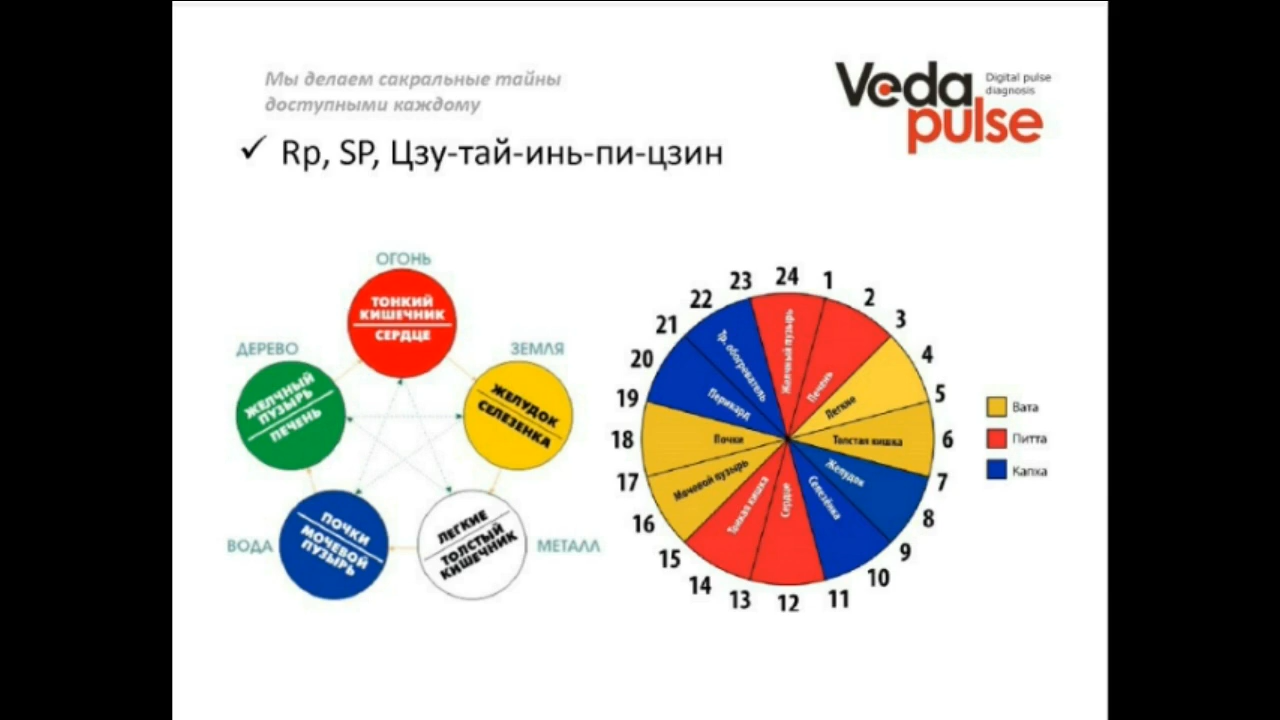 Мы делаем сакральные тайны
доступными каждому
Veda
pulse
Digital pulse
diagnosis
✓ Rp, SP, Цзу-тай-инь-пи-цзин
ОГОНЬ
ТОНКИЙ
КИШЕЧНИК
СЕРДЦЕ
ДЕРЕВО
ЖЕЛЧНЫЙ
ПУЗЫРЬ
ПЕЧЕНЬ
ЗЕМЛЯ
ЖЕЛУДОК
СЕЛЕЗЕНКА
ВОДА
ПОЧКИ
МОЧЕВОЙ
ПУЗЫРЬ
ЛЕГКИЕ
ТОЛСТЫЙ
КИШЕЧНИК
МЕТАЛЛ
24
1
2
3
4
5
6
7
8
9
10
11
12
13
14
15
16
17
18
19
20
21
22
23
Желчный пузырь
Печень
Легкие
Толстая кишка
Желудок
Селезёнка
Сердце
Тонкая кишка
Мочевой пузырь
Почки
Перикард
Тр. обогреватель
Вата
Питта
Капха